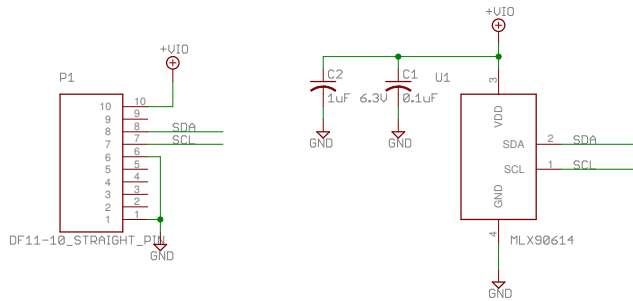 +VIO
P1
10 10
9 9
8 8 SDA
7 7 SCL
6 6
5 5
4 4
3 3
2 2
1 1
DF11-10_STRAIGHT_PIN
GND
+VIO
C2 C1 U1
1uF 6.3V 0.1uF
GND GND
3
VDD
SDA 2 SDA
SCL 1 SCL
GND
4
MLX90614
GND